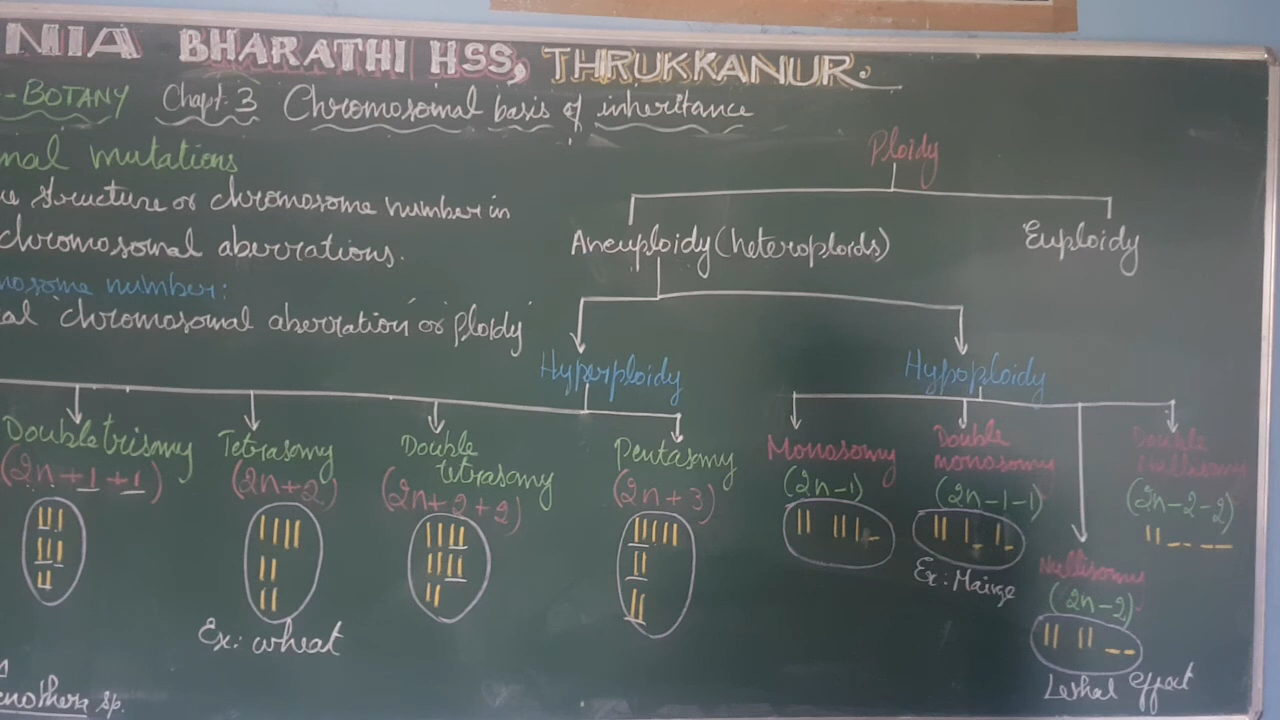 NIA BHARATHI HSS, THRUKKANUR.
- BOTANY Chapt. 3 Chromosomal basis of inheritance
nal mutations
structure or chromosome number in
chromosomal aberrations.
mosome number:
al chromosomal aberration or ploidy
Ploidy
Aneuploidy (heteroploids)
Euploidy
Hyperploidy
Hypoploidy
Double trisomy
(2n+1+1)
Tetrasomy
(2n+2)
Double
tetrasomy
(2n+2+2)
Pentasomy
(2n+3)
Monosomy
(2n-1)
Double
monosomy
(2n-1-1)
Double
Nullisomy
(2n-2-2)
Ex: Maize
Nullisomy
(2n-2)
Ex: wheat
Lethal effect
enothera sp.